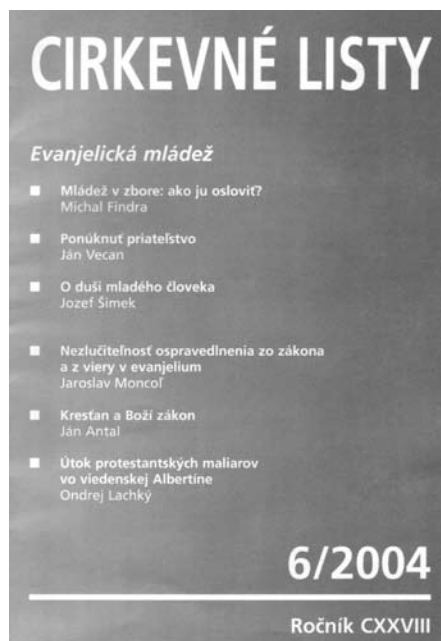 CIRKEVNÉ LISTY
Evanjelická mládež
Mládež v zbore: ako ju osloviť?
Michal Findra
Ponúknuť priateľstvo
Ján Vecan
O duši mladého človeka
Jozef Šimek
Nezlučiteľnosť ospravedlnenia zo zákona
a z viery v evanjelium
Jaroslav Moncoľ
Kresťan a Boží zákon
Ján Antal
Útok protestantských maliarov
vo viedenskej Albertíne
Ondrej Lachký
6/2004
Ročník CXXVIII